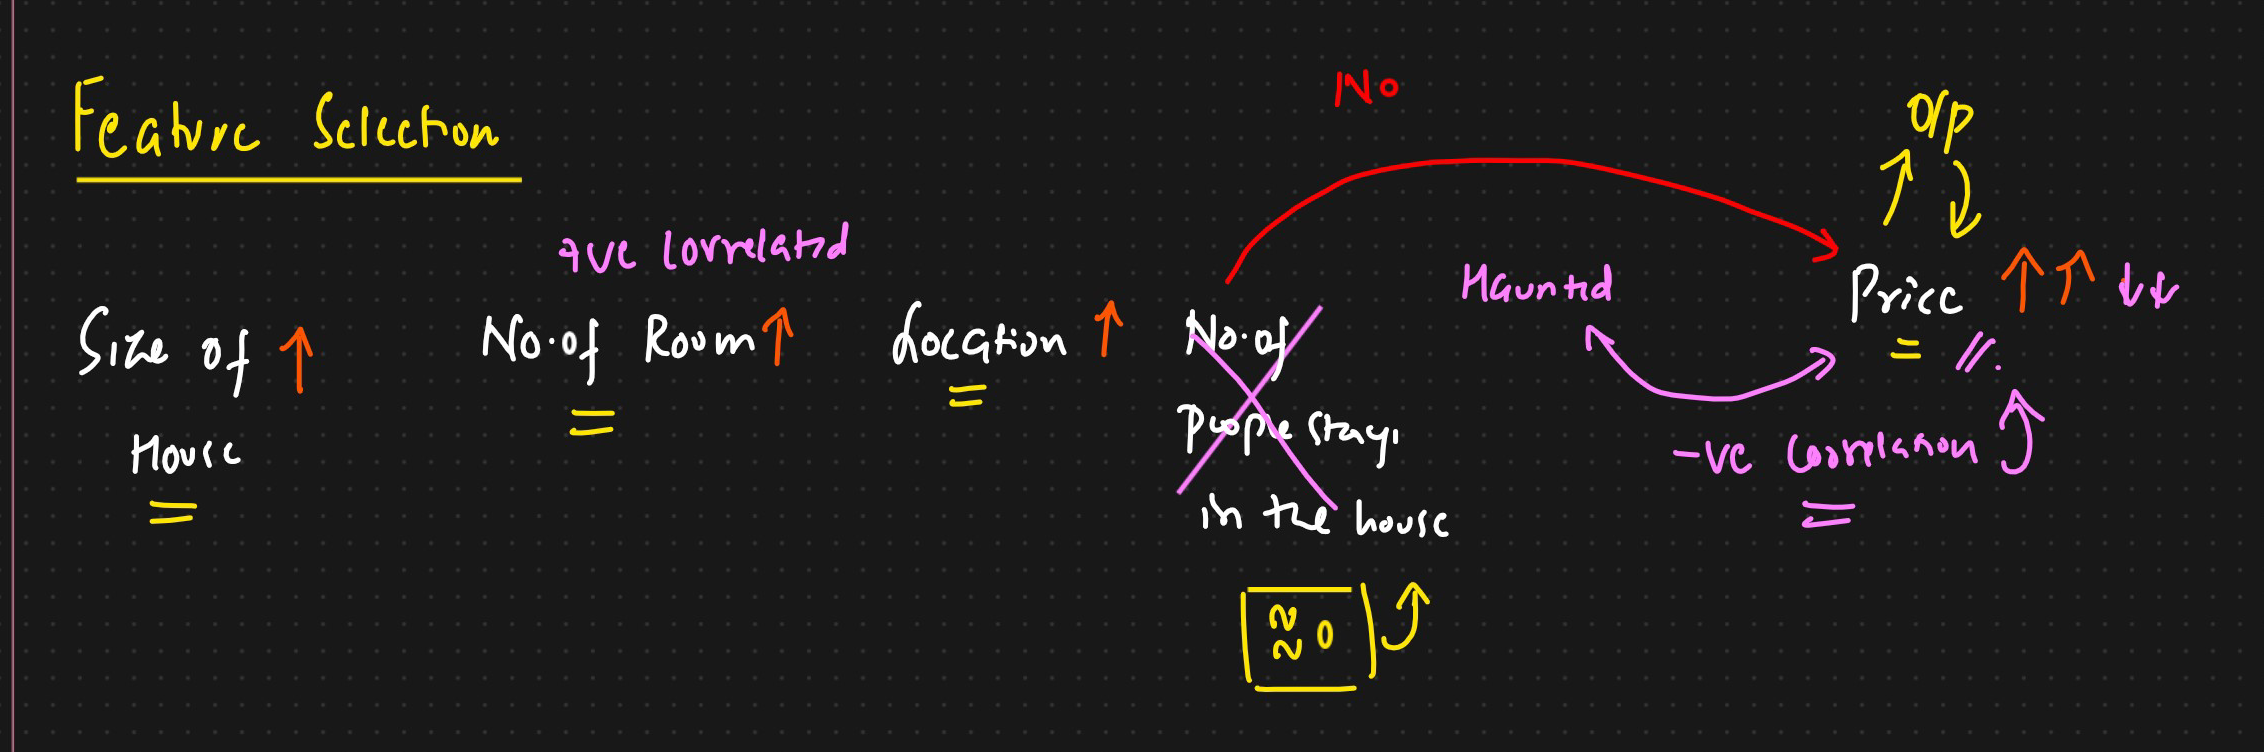 Feature Selection
No
O/p
+ve Correlated
Haunted
Price
Size of
House
No. of Room
Location
No. of
People stay,
in the house
-ve Correlation
≈ 0